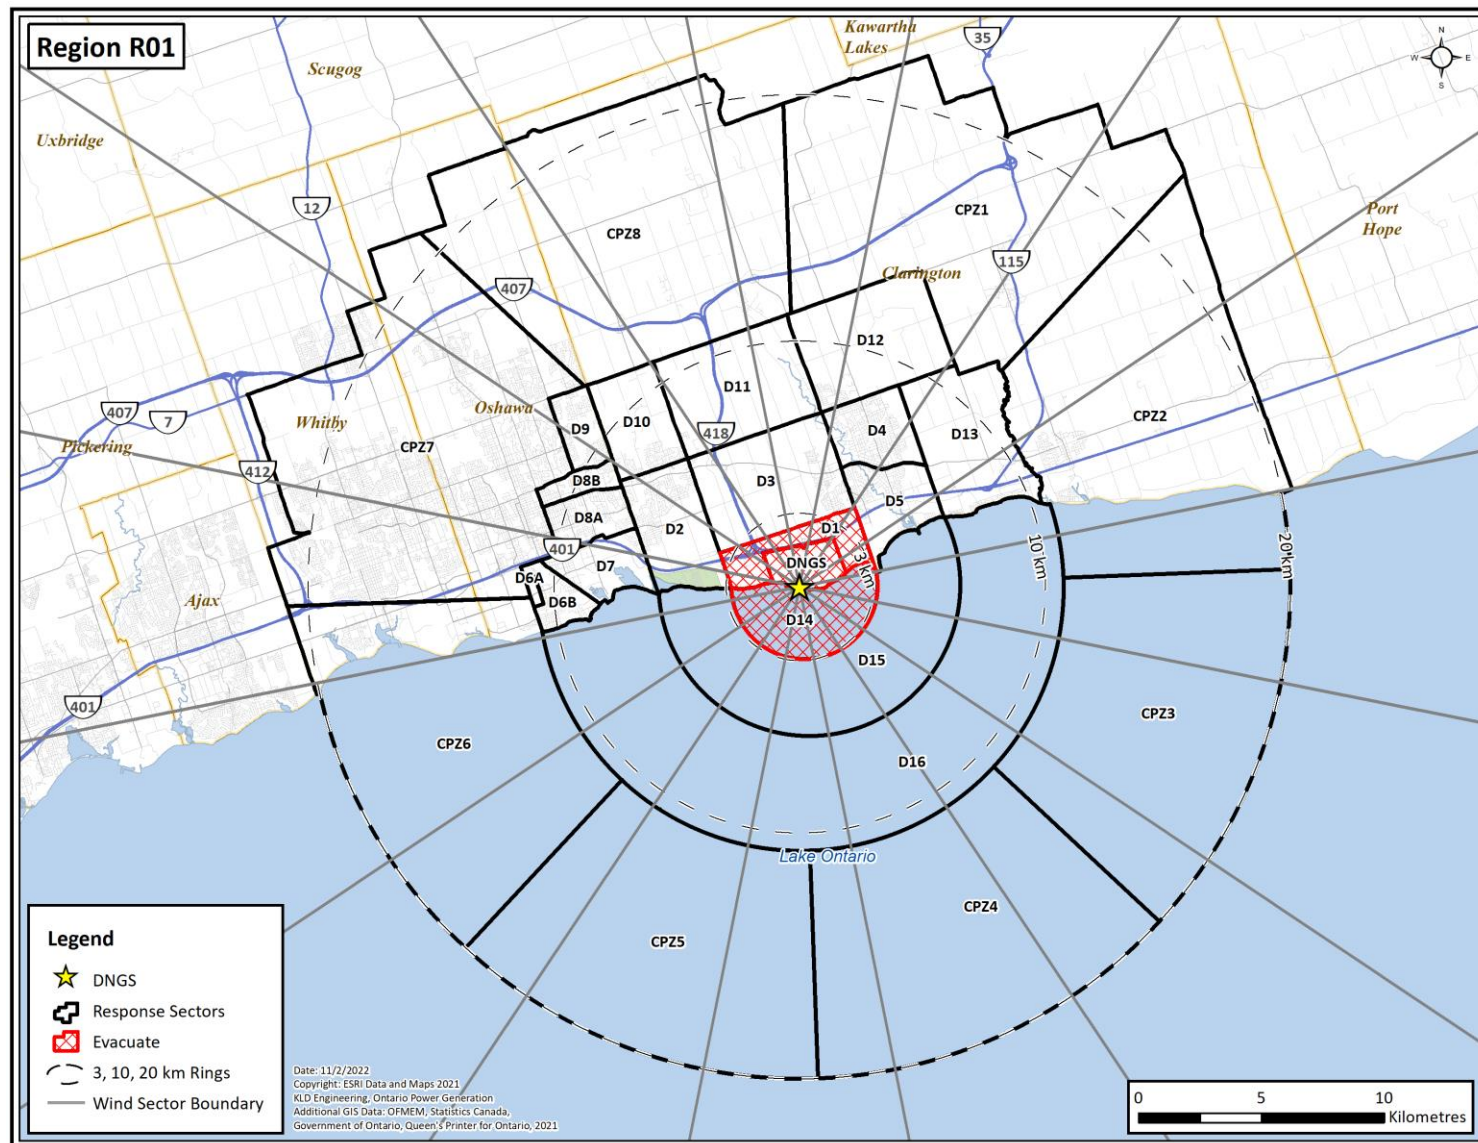 Region R01
Kawartha
Lakes
35
N
W
E
S
Scugog
Uxbridge
12
CPZ8
CPZ1
Port
Hope
115
Clarington
407
D12
D11
407
7
Oshawa
Whitby
Pickering
CPZ7
D9
D10
418
D4
D13
CPZ2
412
D8B
D3
D8A
D2
D5
D1
401
D7
DNGS
3 km
10 km
20 km
D6A
D6B
Ajax
D14
D15
401
CPZ6
CPZ3
D16
Lake Ontario
CPZ5
CPZ4
Legend
DNGS
Response Sectors
Evacuate
3, 10, 20 km Rings
Wind Sector Boundary
Date: 11/2/2022
Copyright: ESRI Data and Maps 2021
KLD Engineering, Ontario Power Generation
Additional GIS Data: OFMEM, Statistics Canada,
Government of Ontario, Queen's Printer for Ontario, 2021
0 5 10
Kilometres